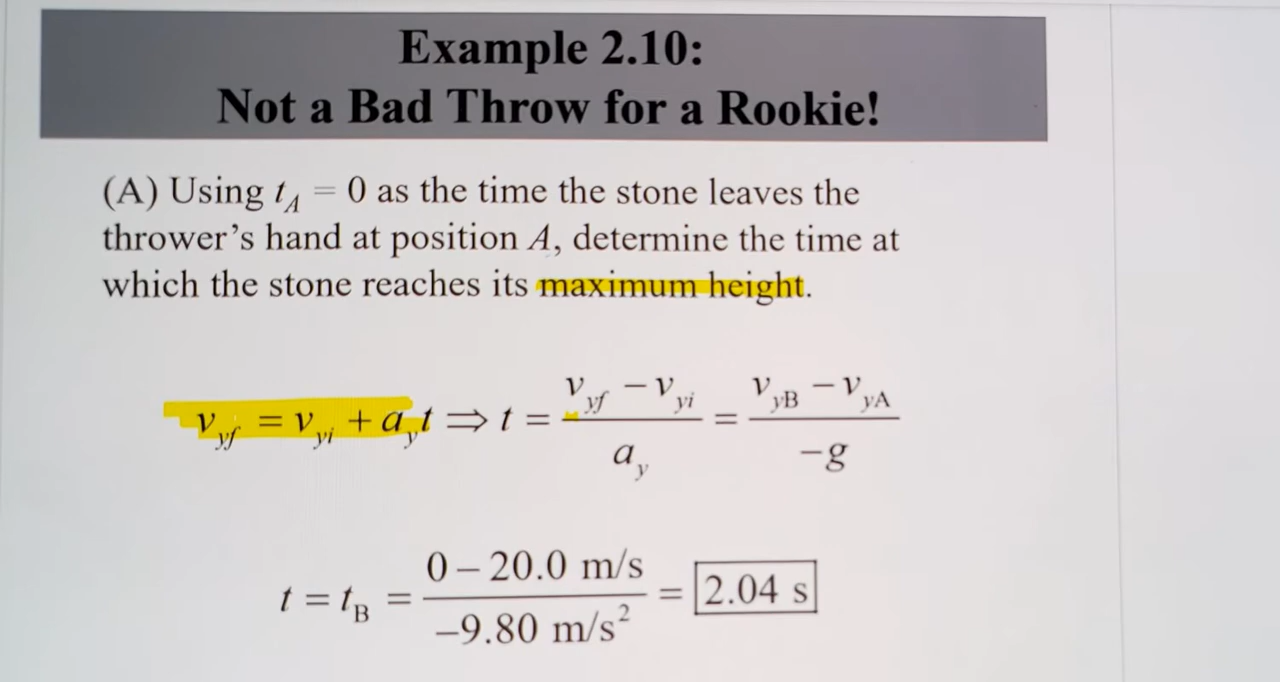 Example 2.10:
Not a Bad Throw for a Rookie!
(A) Using t_A = 0 as the time the stone leaves the
thrower's hand at position A, determine the time at
which the stone reaches its maximum height.
v_yf = v_yi + a_y t ⇒ t = (v_yf − v_yi) / a_y = (v_yB − v_yA) / −g
t = t_B = (0 – 20.0 m/s) / (–9.80 m/s²) = 2.04 s